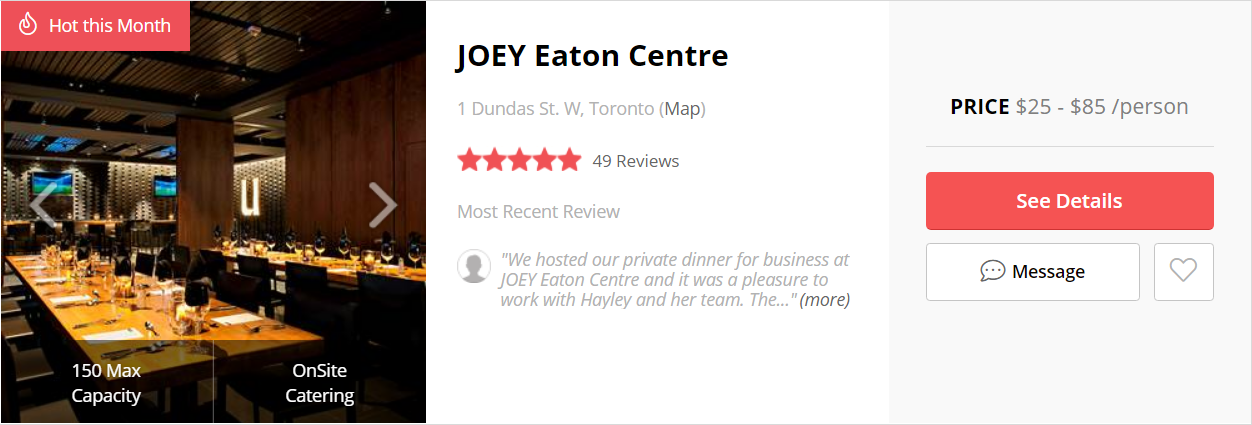 Hot this Month
JOEY Eaton Centre
1 Dundas St. W, Toronto (Map)
49 Reviews
Most Recent Review
"We hosted our private dinner for business at
JOEY Eaton Centre and it was a pleasure to
work with Hayley and her team. The..." (more)
PRICE $25 - $85 /person
See Details
Message
u
150 Max
Capacity
OnSite
Catering